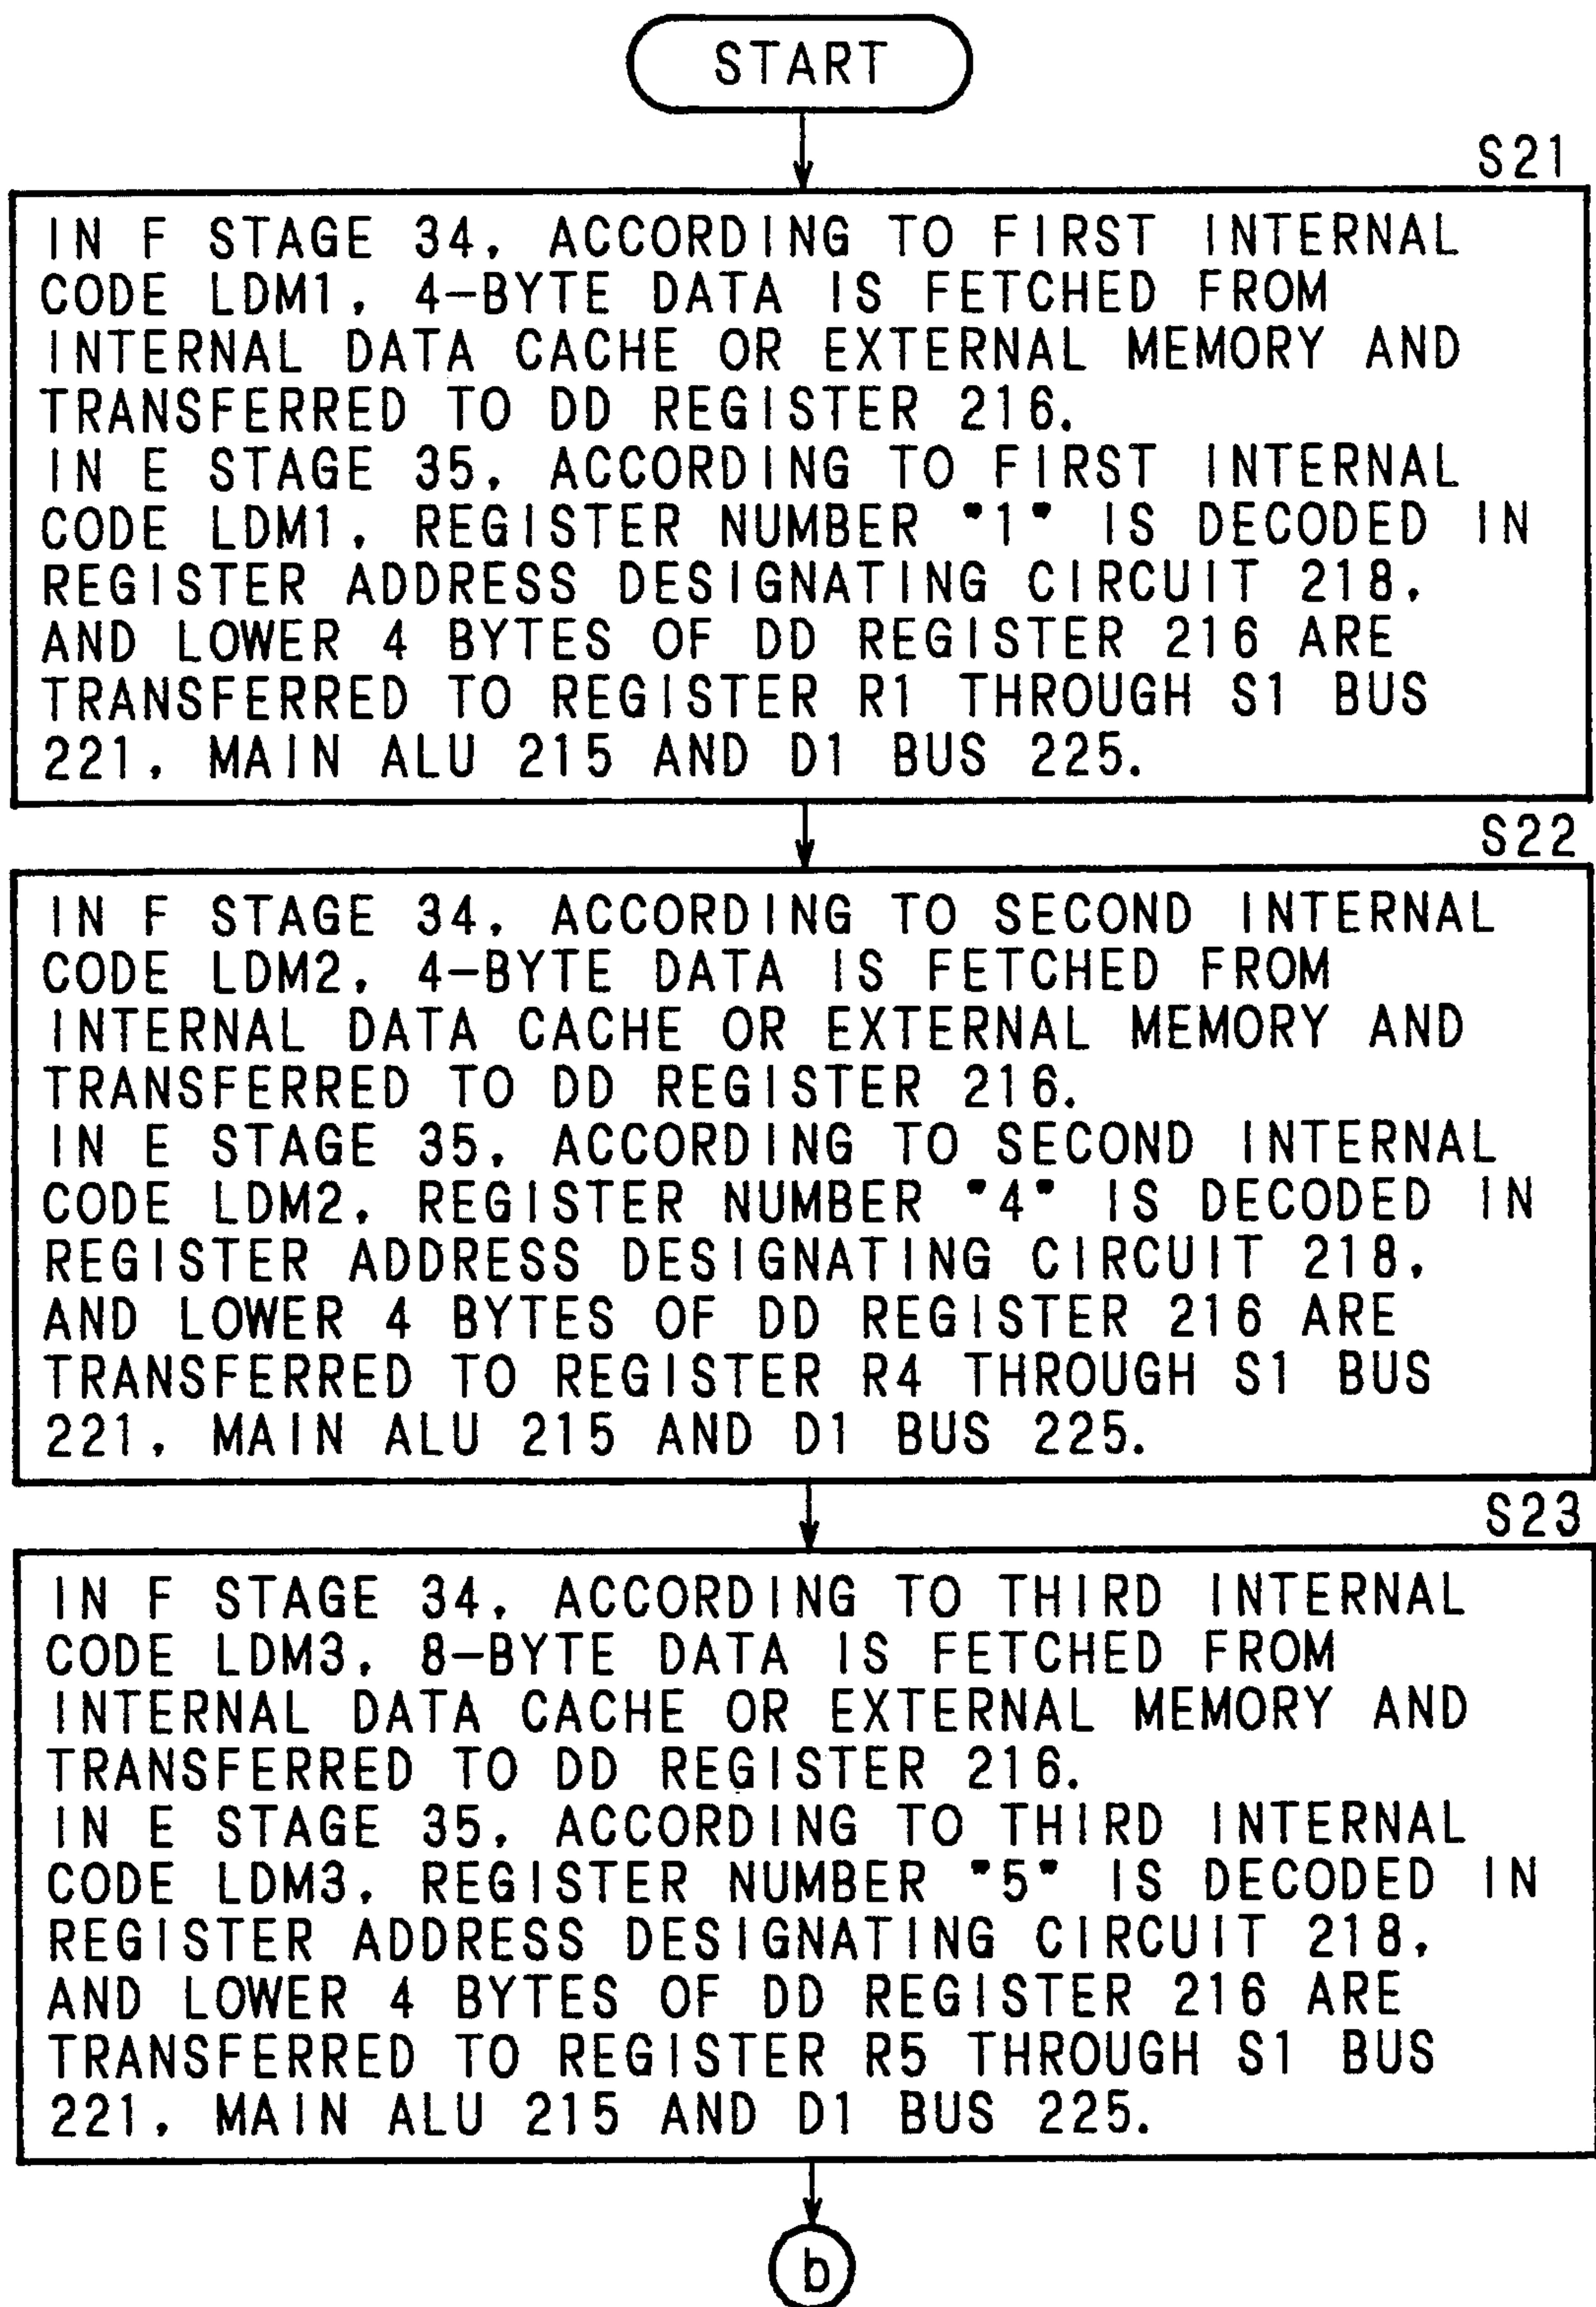 START
S21
IN F STAGE 34, ACCORDING TO FIRST INTERNAL
CODE LDM1, 4-BYTE DATA IS FETCHED FROM
INTERNAL DATA CACHE OR EXTERNAL MEMORY AND
TRANSFERRED TO DD REGISTER 216.
IN E STAGE 35, ACCORDING TO FIRST INTERNAL
CODE LDM1, REGISTER NUMBER "1" IS DECODED IN
REGISTER ADDRESS DESIGNATING CIRCUIT 218,
AND LOWER 4 BYTES OF DD REGISTER 216 ARE
TRANSFERRED TO REGISTER R1 THROUGH S1 BUS
221, MAIN ALU 215 AND D1 BUS 225.
S22
IN F STAGE 34, ACCORDING TO SECOND INTERNAL
CODE LDM2, 4-BYTE DATA IS FETCHED FROM
INTERNAL DATA CACHE OR EXTERNAL MEMORY AND
TRANSFERRED TO DD REGISTER 216.
IN E STAGE 35, ACCORDING TO SECOND INTERNAL
CODE LDM2, REGISTER NUMBER "4" IS DECODED IN
REGISTER ADDRESS DESIGNATING CIRCUIT 218,
AND LOWER 4 BYTES OF DD REGISTER 216 ARE
TRANSFERRED TO REGISTER R4 THROUGH S1 BUS
221, MAIN ALU 215 AND D1 BUS 225.
S23
IN F STAGE 34, ACCORDING TO THIRD INTERNAL
CODE LDM3, 8-BYTE DATA IS FETCHED FROM
INTERNAL DATA CACHE OR EXTERNAL MEMORY AND
TRANSFERRED TO DD REGISTER 216.
IN E STAGE 35, ACCORDING TO THIRD INTERNAL
CODE LDM3, REGISTER NUMBER "5" IS DECODED IN
REGISTER ADDRESS DESIGNATING CIRCUIT 218,
AND LOWER 4 BYTES OF DD REGISTER 216 ARE
TRANSFERRED TO REGISTER R5 THROUGH S1 BUS
221, MAIN ALU 215 AND D1 BUS 225.
b